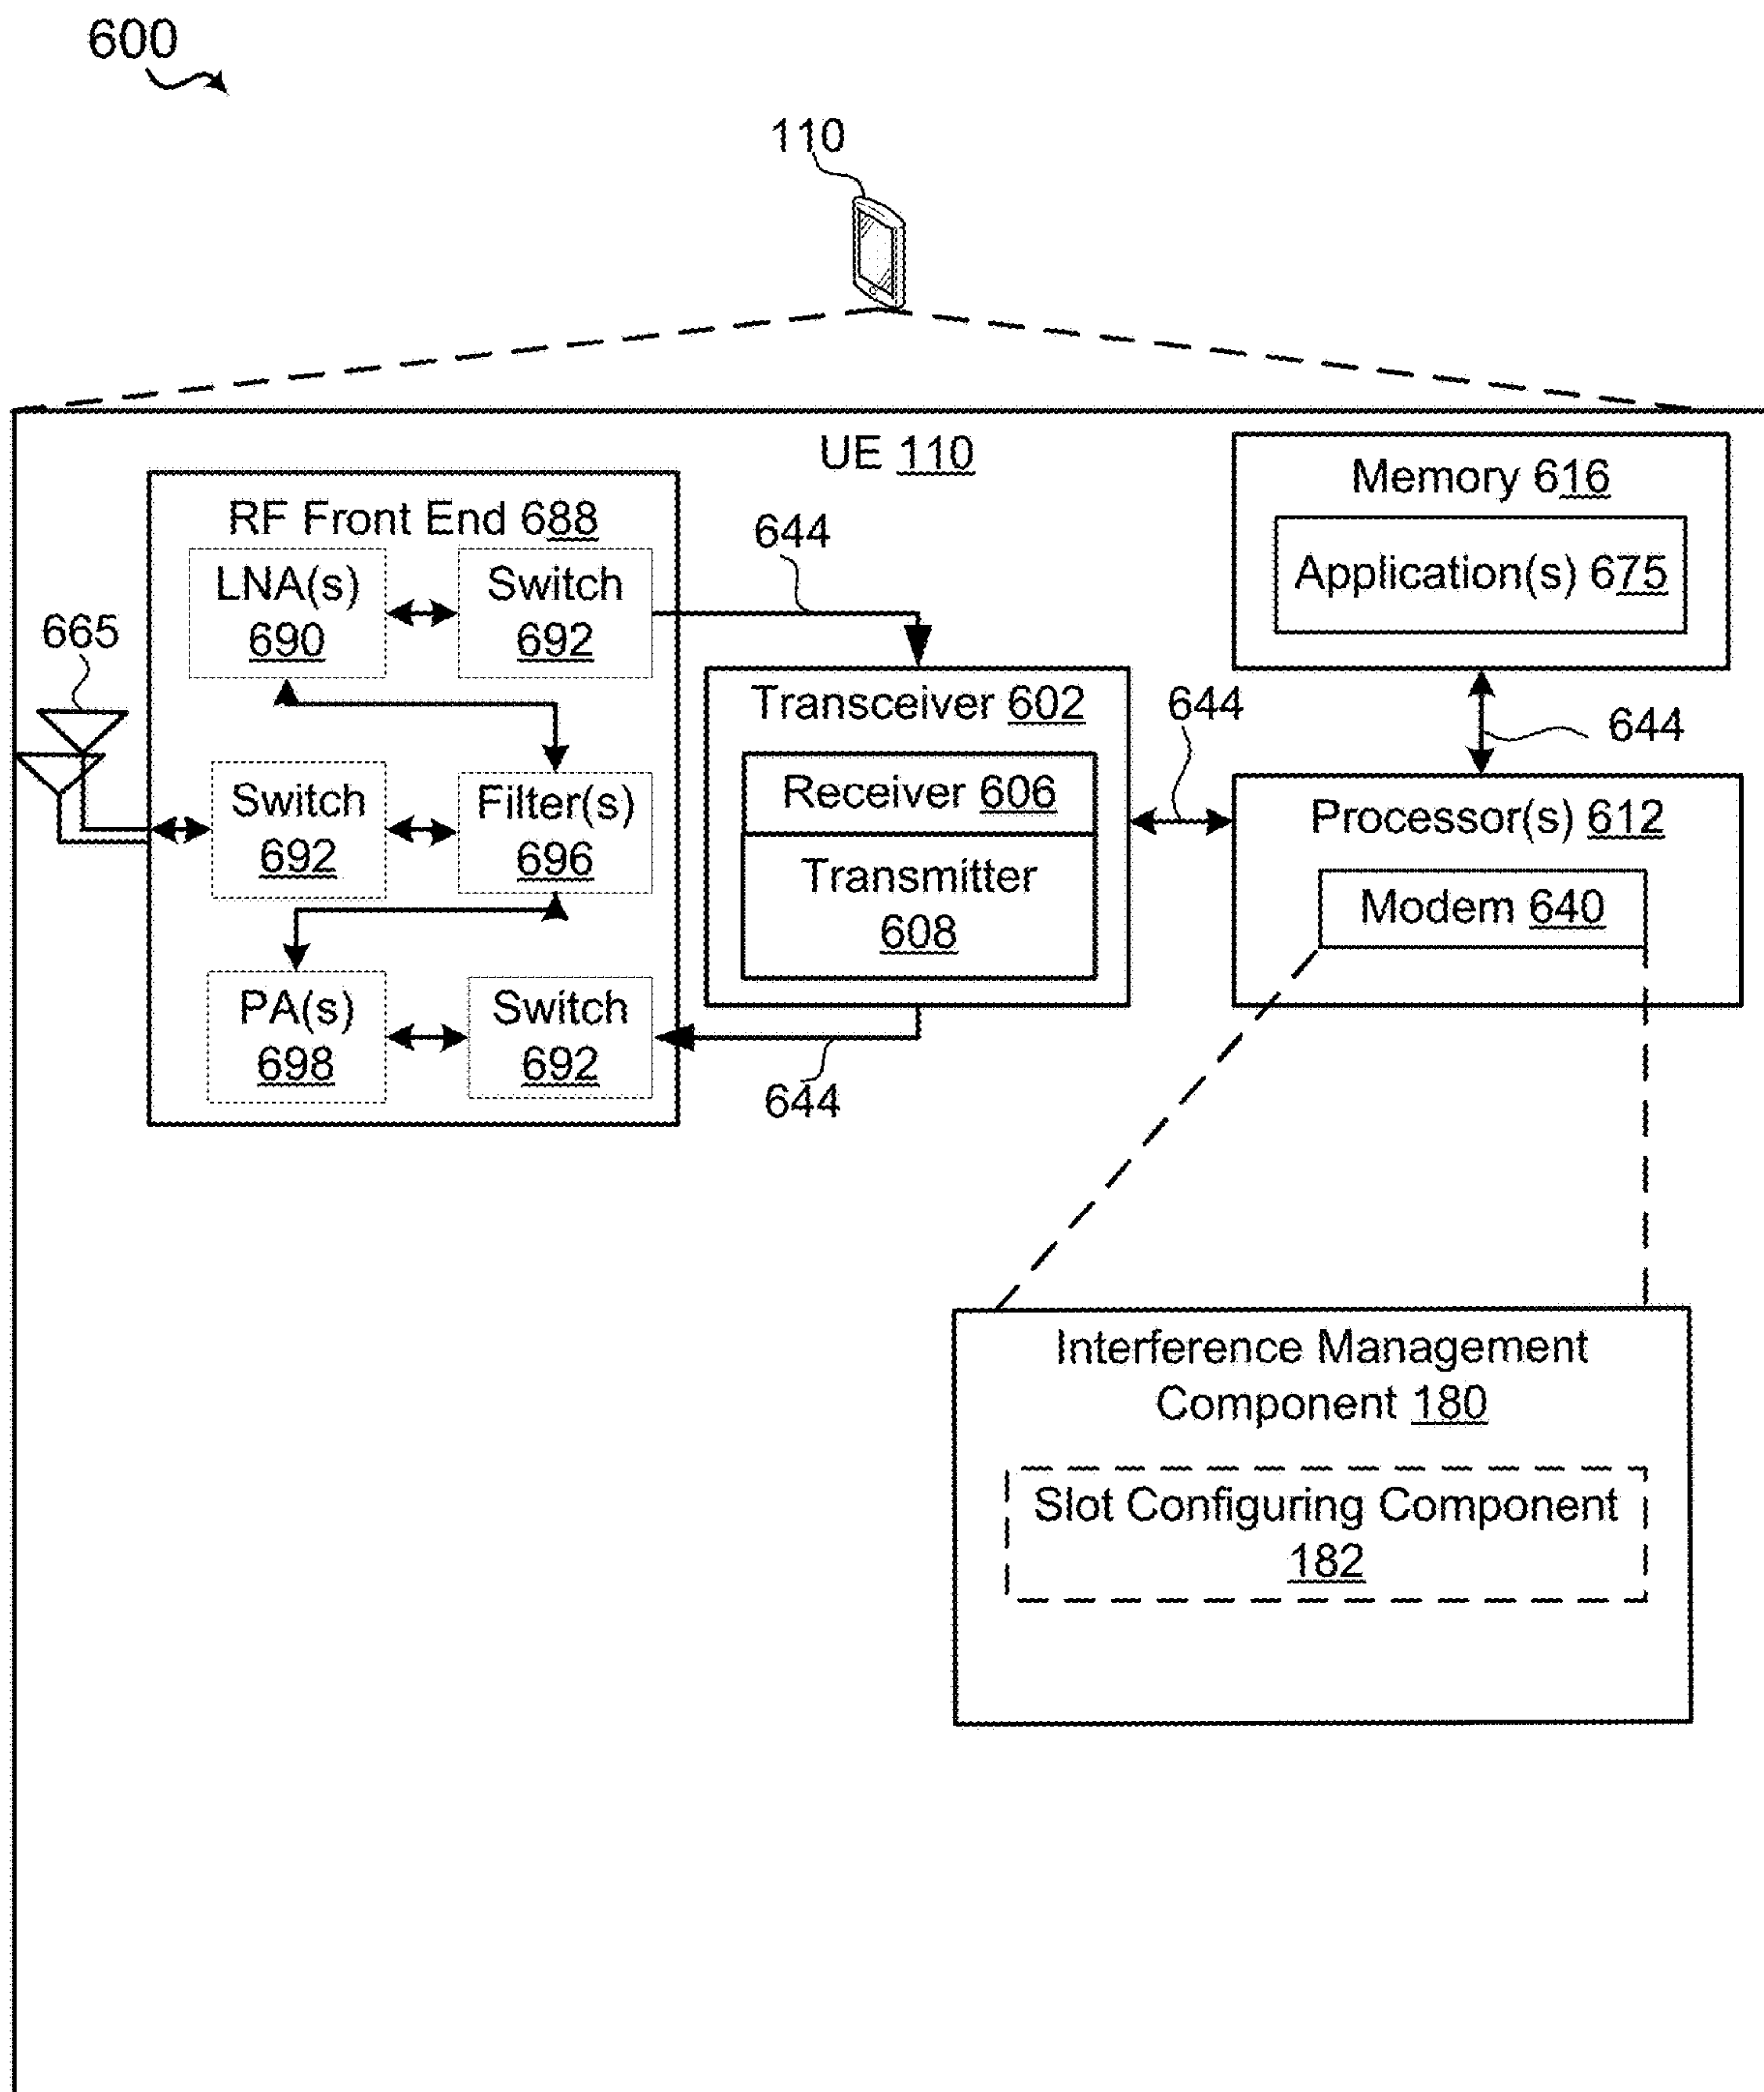 600
110
UE 110
RF Front End 688
LNA(s)
690
Switch
692
644
665
Switch
692
Filter(s)
696
PA(s)
698
Switch
692
644
Transceiver 602
Receiver 606
Transmitter
608
644
Memory 616
Application(s) 675
644
Processor(s) 612
Modem 640
Interference Management
Component 180
Slot Configuring Component
182